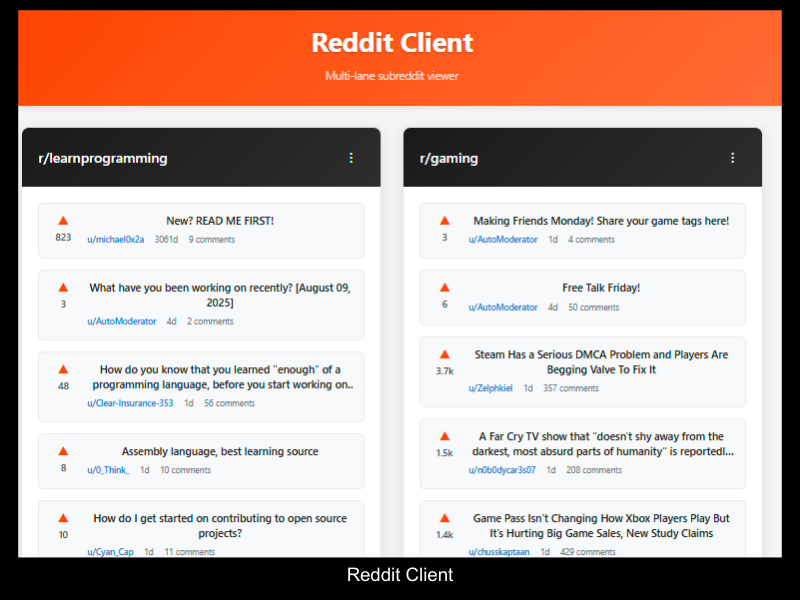 Reddit Client
Multi-lane subreddit viewer
r/learnprogramming
New? READ ME FIRST!
823
u/michael0x2a 3061d 9 comments
What have you been working on recently? [August 09,
2025]
3
u/AutoModerator 4d 2 comments
How do you know that you learned "enough" of a
programming language, before you start working on..
48
u/Clear-Insurance-353 1d 56 comments
Assembly language, best learning source
8
u/0_Think_ 1d 10 comments
How do I get started on contributing to open source
projects?
10
u/Cyan_Cap 1d 11 comments
r/gaming
Making Friends Monday! Share your game tags here!
3
u/AutoModerator 1d 4 comments
Free Talk Friday!
6
u/AutoModerator 4d 50 comments
Steam Has a Serious DMCA Problem and Players Are
Begging Valve To Fix It
3.7k
u/Zelphkiel 1d 357 comments
A Far Cry TV show that "doesn't shy away from the
darkest, most absurd parts of humanity" is reportedl...
1.5k
u/n0b0dycar3s07 1d 208 comments
Game Pass Isn't Changing How Xbox Players Play But
It's Hurting Big Game Sales, New Study Claims
1.4k
u/chusskaptaan 1d 429 comments
Reddit Client